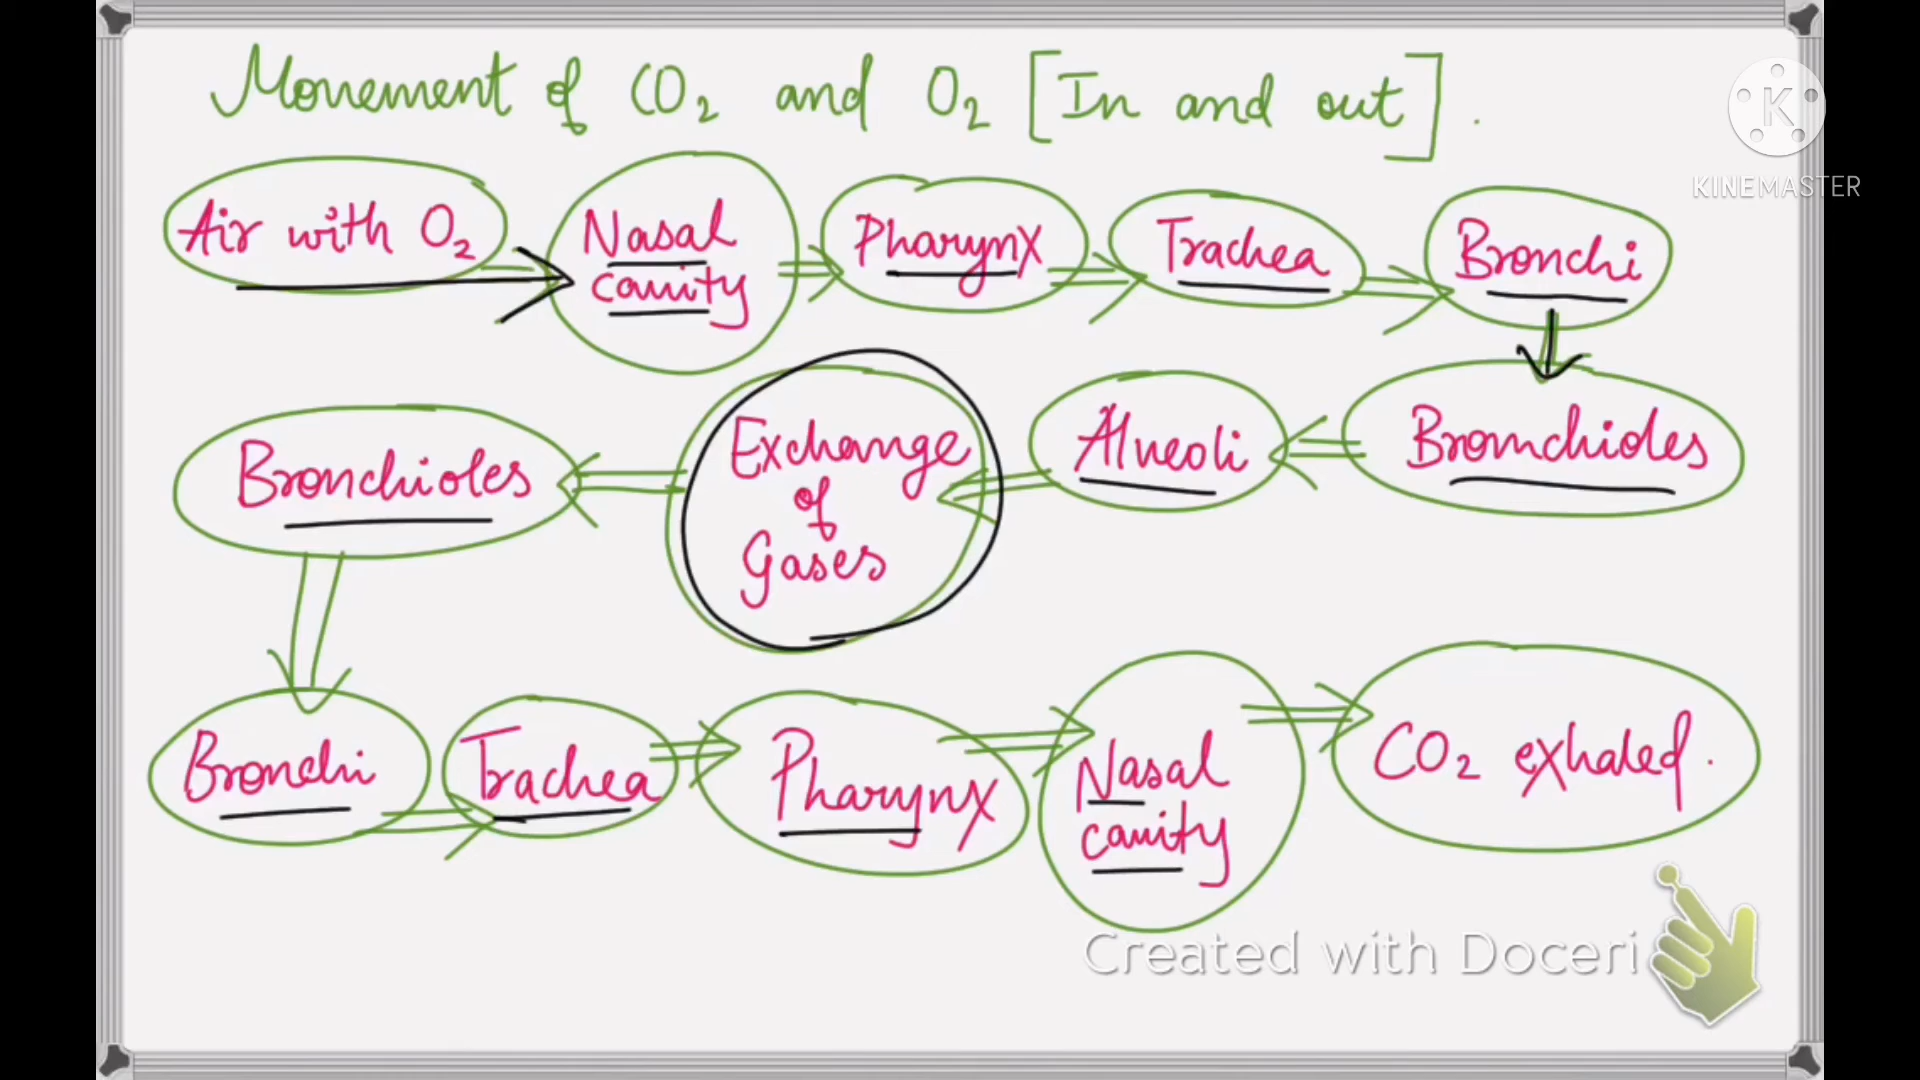 Movement of CO2 and O2 [In and out].
K
KINEMASTER
Air with O2
Nasal
cavity
Pharynx
Trachea
Bronchi
Bronchioles
Alveoli
Exchange
of
Gases
Bronchioles
Bronchi
Trachea
Pharynx
Nasal
cavity
CO2 exhaled.
Created with Doceri